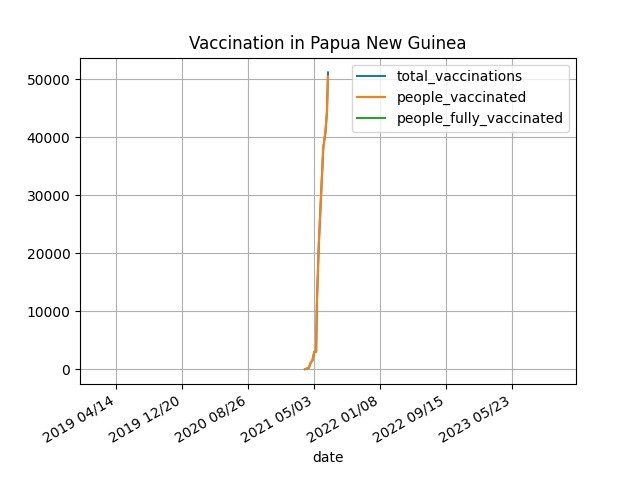 Vaccination in Papua New Guinea
total_vaccinations
people_vaccinated
people_fully_vaccinated
50000
40000
30000
20000
10000
0
2019 04/14
2019 12/20
2020 08/26
2021 05/03
2022 01/08
2022 09/15
2023 05/23
date